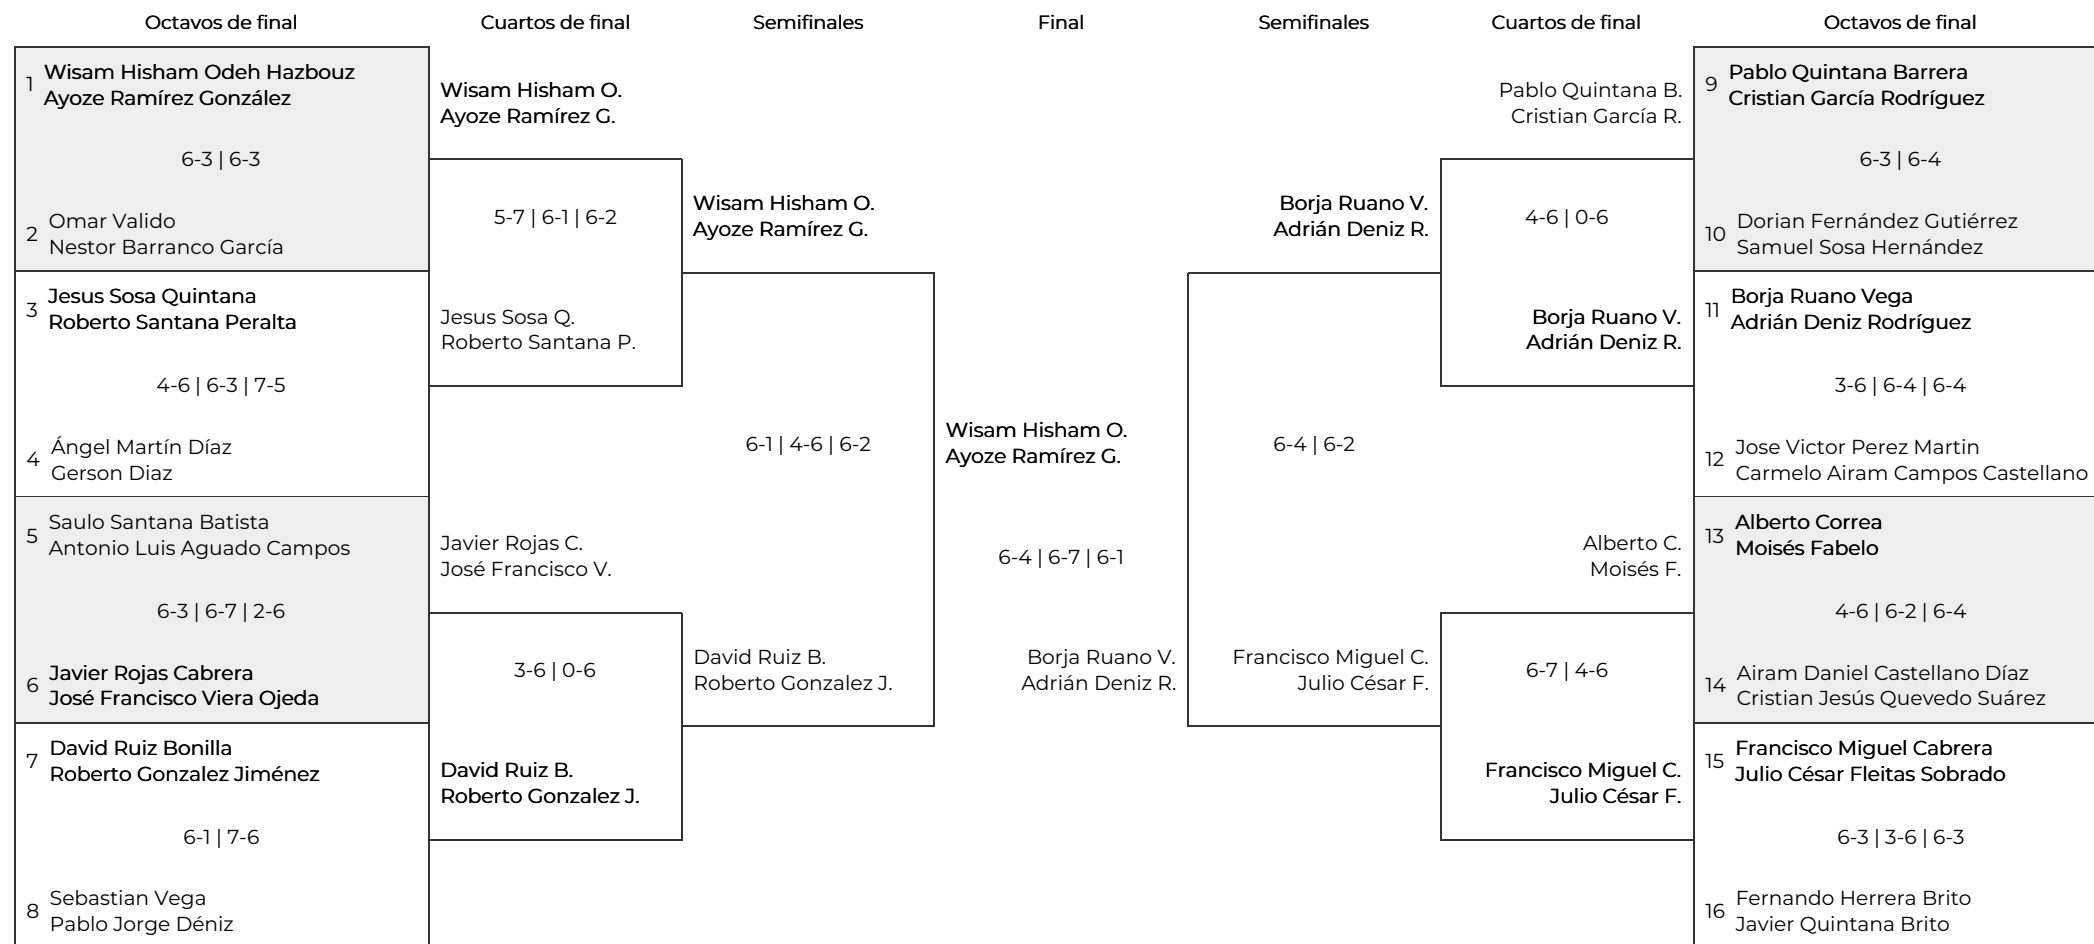 Octavos de final
Cuartos de final
Semifinales
Final
Semifinales
Cuartos de final
Octavos de final
1
Wisam Hisham Odeh Hazbouz
Ayoze Ramírez González
6-3 | 6-3
2
Omar Valido
Nestor Barranco García
3
Jesus Sosa Quintana
Roberto Santana Peralta
4-6 | 6-3 | 7-5
4
Ángel Martín Díaz
Gerson Diaz
5
Saulo Santana Batista
Antonio Luis Aguado Campos
6-3 | 6-7 | 2-6
6
Javier Rojas Cabrera
José Francisco Viera Ojeda
7
David Ruiz Bonilla
Roberto Gonzalez Jiménez
6-1 | 7-6
8
Sebastian Vega
Pablo Jorge Déniz
Wisam Hisham O.
Ayoze Ramírez G.
5-7 | 6-1 | 6-2
Jesus Sosa Q.
Roberto Santana P.
Javier Rojas C.
José Francisco V.
3-6 | 0-6
David Ruiz B.
Roberto Gonzalez J.
Wisam Hisham O.
Ayoze Ramírez G.
6-1 | 4-6 | 6-2
David Ruiz B.
Roberto Gonzalez J.
Wisam Hisham O.
Ayoze Ramírez G.
6-4 | 6-7 | 6-1
Borja Ruano V.
Adrián Deniz R.
Borja Ruano V.
Adrián Deniz R.
6-4 | 6-2
Francisco Miguel C.
Julio César F.
Pablo Quintana B.
Cristian García R.
4-6 | 0-6
Borja Ruano V.
Adrián Deniz R.
Alberto C.
Moisés F.
6-7 | 4-6
Francisco Miguel C.
Julio César F.
9
Pablo Quintana Barrera
Cristian García Rodríguez
6-3 | 6-4
10
Dorian Fernández Gutiérrez
Samuel Sosa Hernández
11
Borja Ruano Vega
Adrián Deniz Rodríguez
3-6 | 6-4 | 6-4
12
Jose Victor Perez Martin
Carmelo Airam Campos Castellano
13
Alberto Correa
Moisés Fabelo
4-6 | 6-2 | 6-4
14
Airam Daniel Castellano Díaz
Cristian Jesús Quevedo Suárez
15
Francisco Miguel Cabrera
Julio César Fleitas Sobrado
6-3 | 3-6 | 6-3
16
Fernando Herrera Brito
Javier Quintana Brito